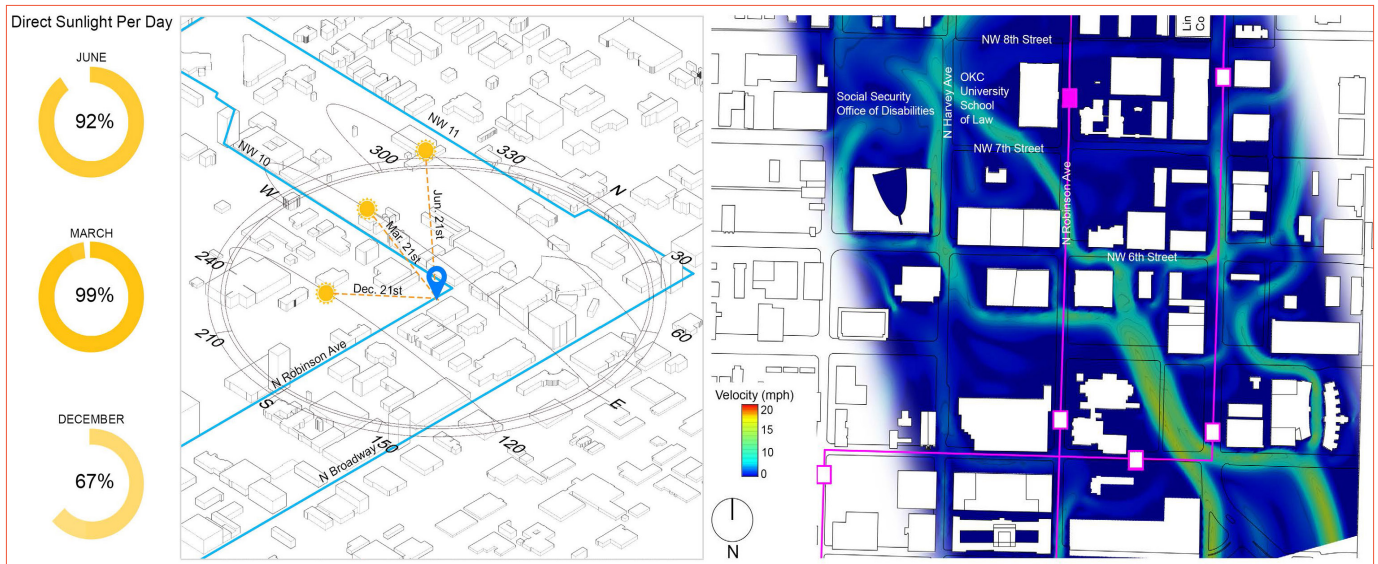 Direct Sunlight Per Day
JUNE
92%
MARCH
99%
DECEMBER
67%
NW 11
NW 10
300
330
W
N
Jun. 21st
Mar. 21st
240
30
Dec. 21st
210
60
N Robinson Ave
S
E
150
120
N Broadway
NW 8th Street
Lin
Co
N Harvey Ave
OKC
University
School
of Law
Social Security
Office of Disabilities
NW 7th Street
N Robinson Ave
NW 6th Street
Velocity (mph)
20
15
10
0
N